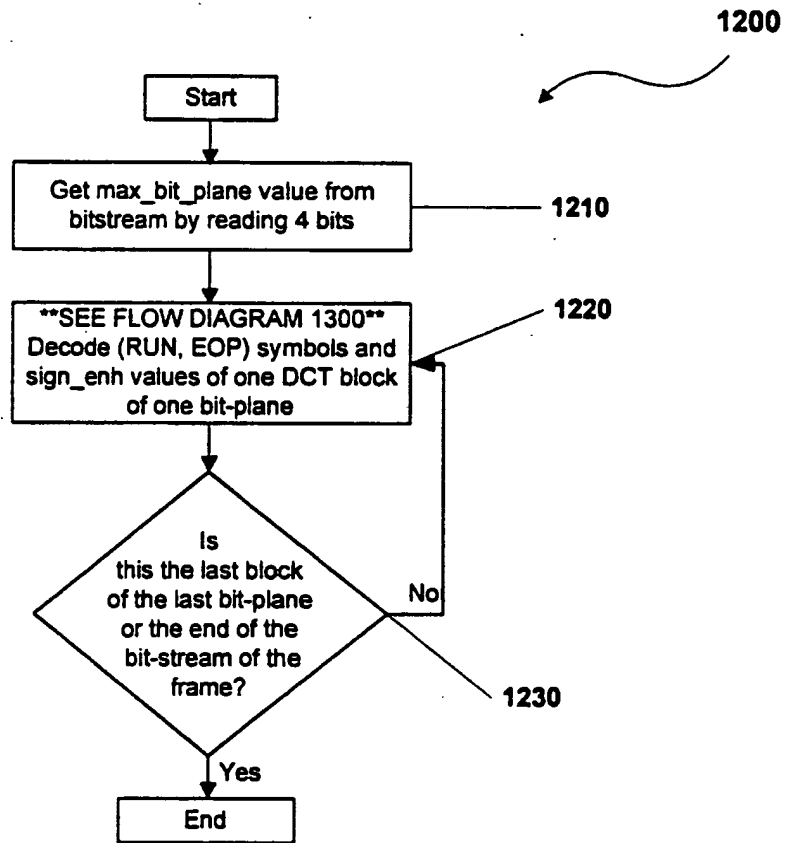 1200
Start
Get max_bit_plane value from
bitstream by reading 4 bits
1210
**SEE FLOW DIAGRAM 1300**
Decode (RUN, EOP) symbols and
sign_enh values of one DCT block
of one bit-plane
1220
Is
this the last block
of the last bit-plane
or the end of the
bit-stream of the
frame?
No
1230
Yes
End